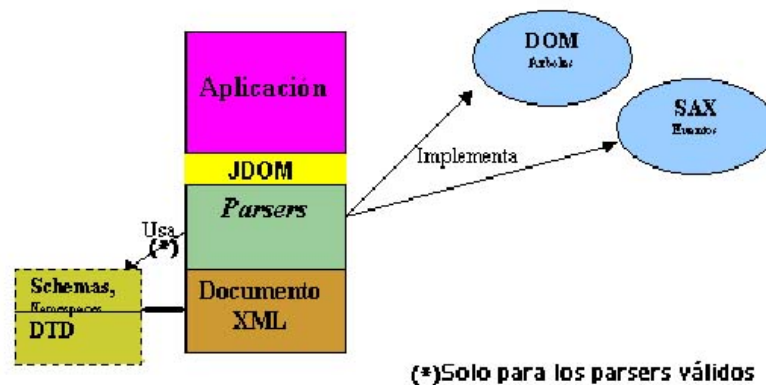 DOM
Arboles
SAX
Eventos
Aplicación
Implementa
JDOM
Parsers
Usa
(*)
Schemas,
Namespaces
DTD
Documento
XML
(*)Solo para los parsers válidos